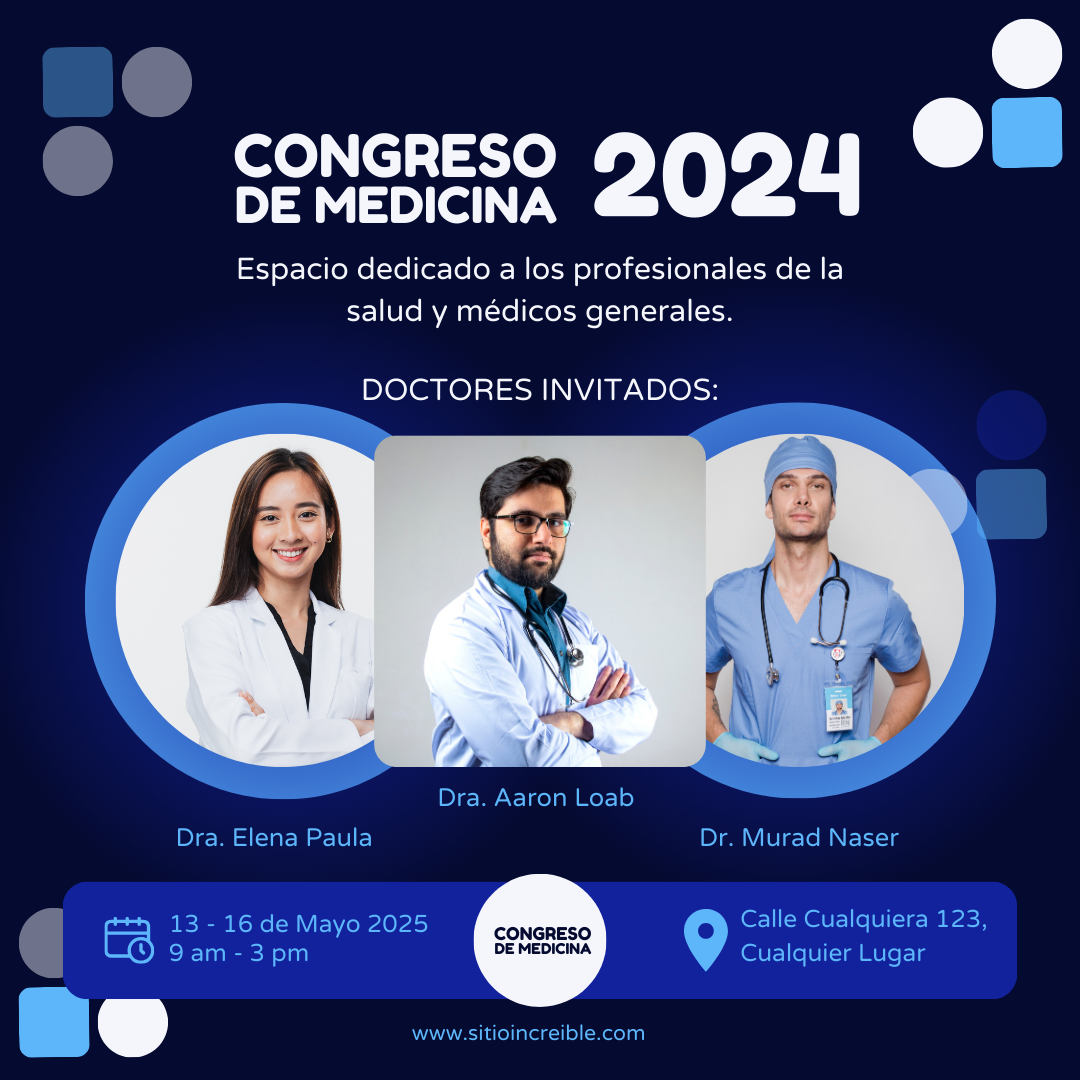 CONGRESO
DE MEDICINA
2024
Espacio dedicado a los profesionales de la
salud y médicos generales.
DOCTORES INVITADOS:
Dra. Aaron Loab
Dra. Elena Paula
Dr. Murad Naser
13 - 16 de Mayo 2025
9 am - 3 pm
CONGRESO
DE MEDICINA
Calle Cualquiera 123,
Cualquier Lugar
www.sitioincreible.com